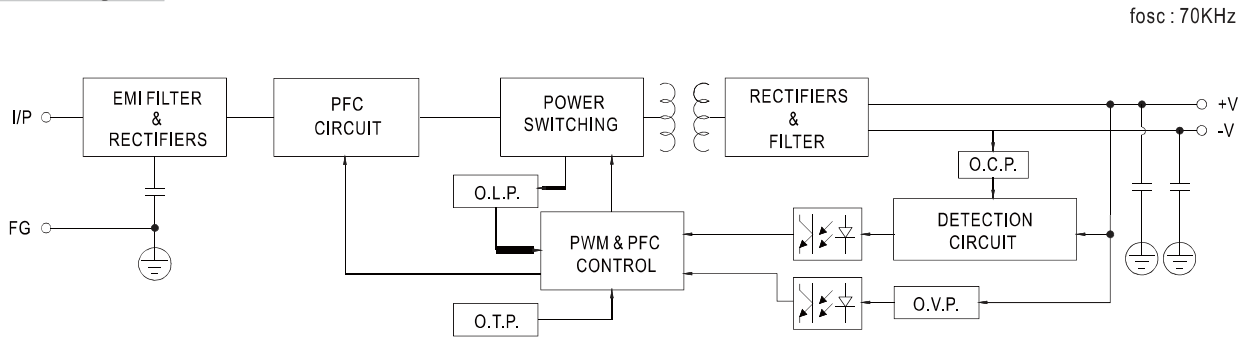 fosc : 70KHz
I/P
EMI FILTER
&
RECTIFIERS
PFC
CIRCUIT
POWER
SWITCHING
RECTIFIERS
&
FILTER
+V
-V
O.C.P.
O.L.P.
FG
PWM & PFC
CONTROL
DETECTION
CIRCUIT
O.T.P.
O.V.P.